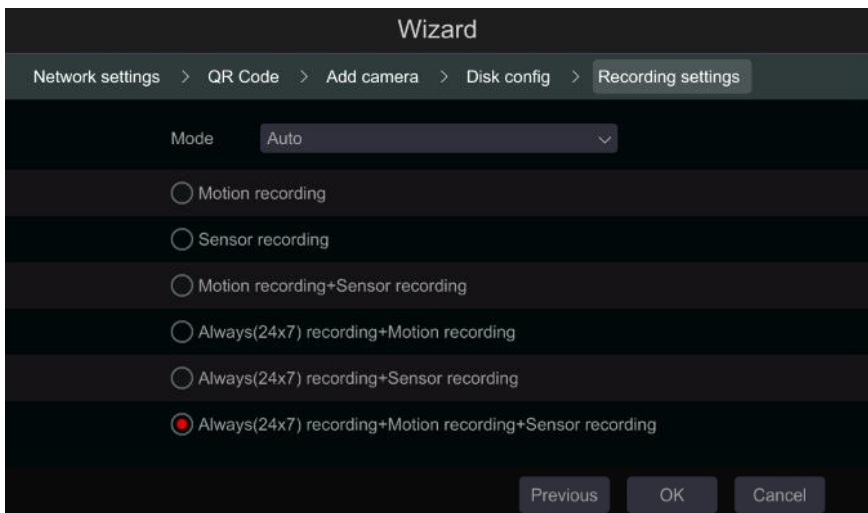 Wizard
Network settings > QR Code > Add camera > Disk config > Recording settings
Mode Auto
Motion recording
Sensor recording
Motion recording+Sensor recording
Always(24x7) recording+Motion recording
Always(24x7) recording+Sensor recording
Always(24x7) recording+Motion recording+Sensor recording
Previous OK Cancel